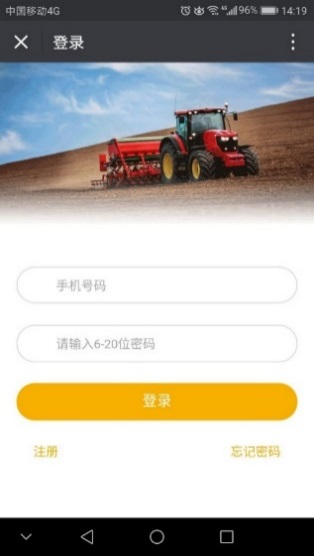 中国移动4G
4G 96% 14:19
登录
手机号码
请输入6-20位密码
登录
注册 忘记密码